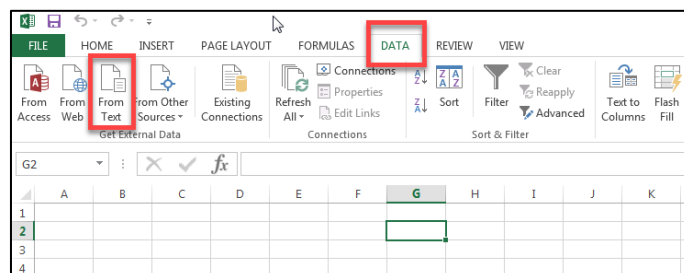 FILE HOME INSERT PAGE LAYOUT FORMULAS DATA REVIEW VIEW
From Access
From Web
From Text
From Other Sources
Existing Connections
Get External Data
Refresh All
Connections
Properties
Edit Links
Connections
A Z
Z A
Z A A Z
Sort
Filter
Clear
Reapply
Advanced
Sort & Filter
Text to Columns
Flash Fill
G2 fx
A B C D E F G H I J K
1
2
3
4